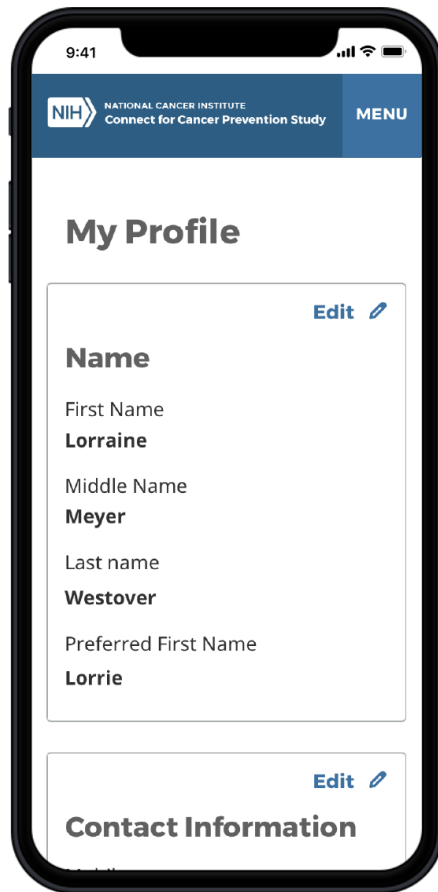 9:41
NIH
NATIONAL CANCER INSTITUTE
Connect for Cancer Prevention Study
MENU
My Profile
Edit
Name
First Name
Lorraine
Middle Name
Meyer
Last name
Westover
Preferred First Name
Lorrie
Edit
Contact Information